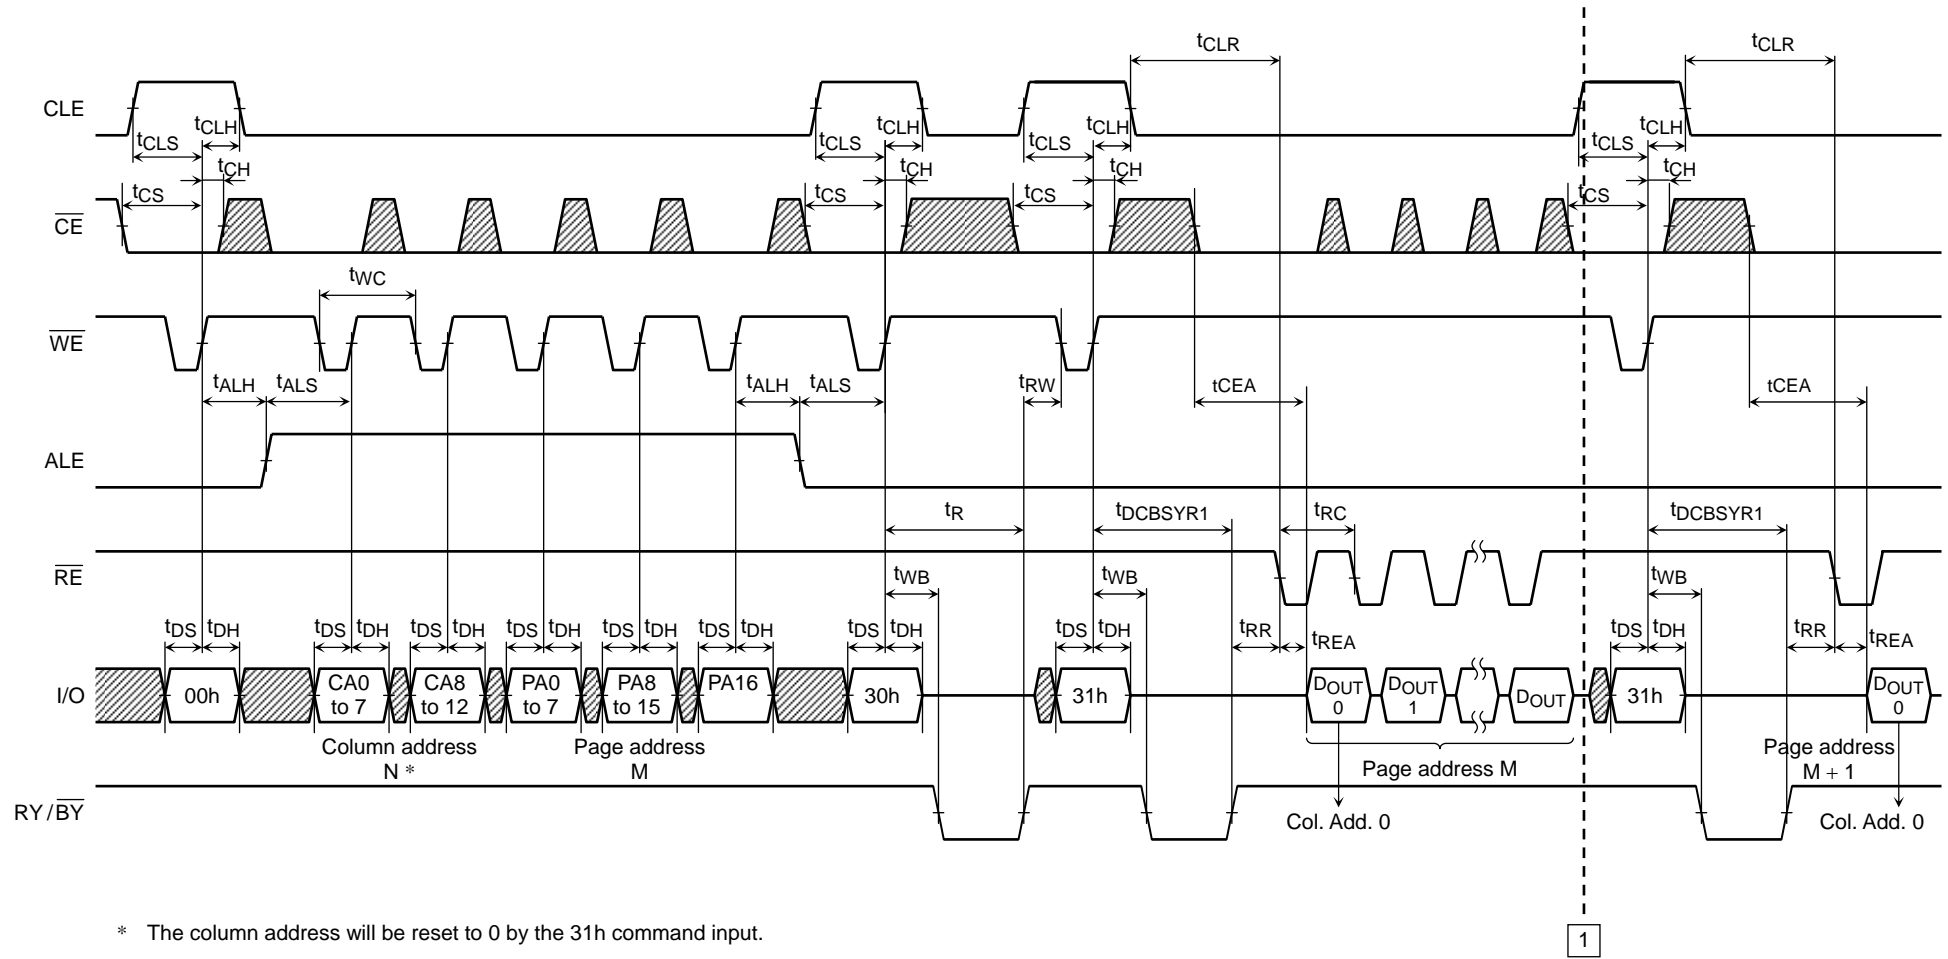 tCLR tCLR
CLE
tCLS tCLH tCLS tCLH tCLS tCLH tCLS tCLH
tCH tCH tCH tCH
tCS tCS tCS tCS
CE
tWC
WE
tALH tALS tALH tALS tRW tCEA tCEA
ALE
tR tDCBSYR1 tRC tDCBSYR1
RE
tWB tWB tWB
tDS tDH tDS tDH tDS tDH tDS tDH tDS tDH tDS tDH tDS tDH tDS tDH tRR tREA tDS tDH tRR tREA
I/O
00h
CA0
to 7
CA8
to 12
PA0
to 7
PA8
to 15
PA16
30h
31h
DOUT
0
DOUT
1
DOUT
31h
DOUT
0
Column address
N *
Page address
M
Page address M
Page address
M + 1
RY/BY
Col. Add. 0
Col. Add. 0
* The column address will be reset to 0 by the 31h command input.
1